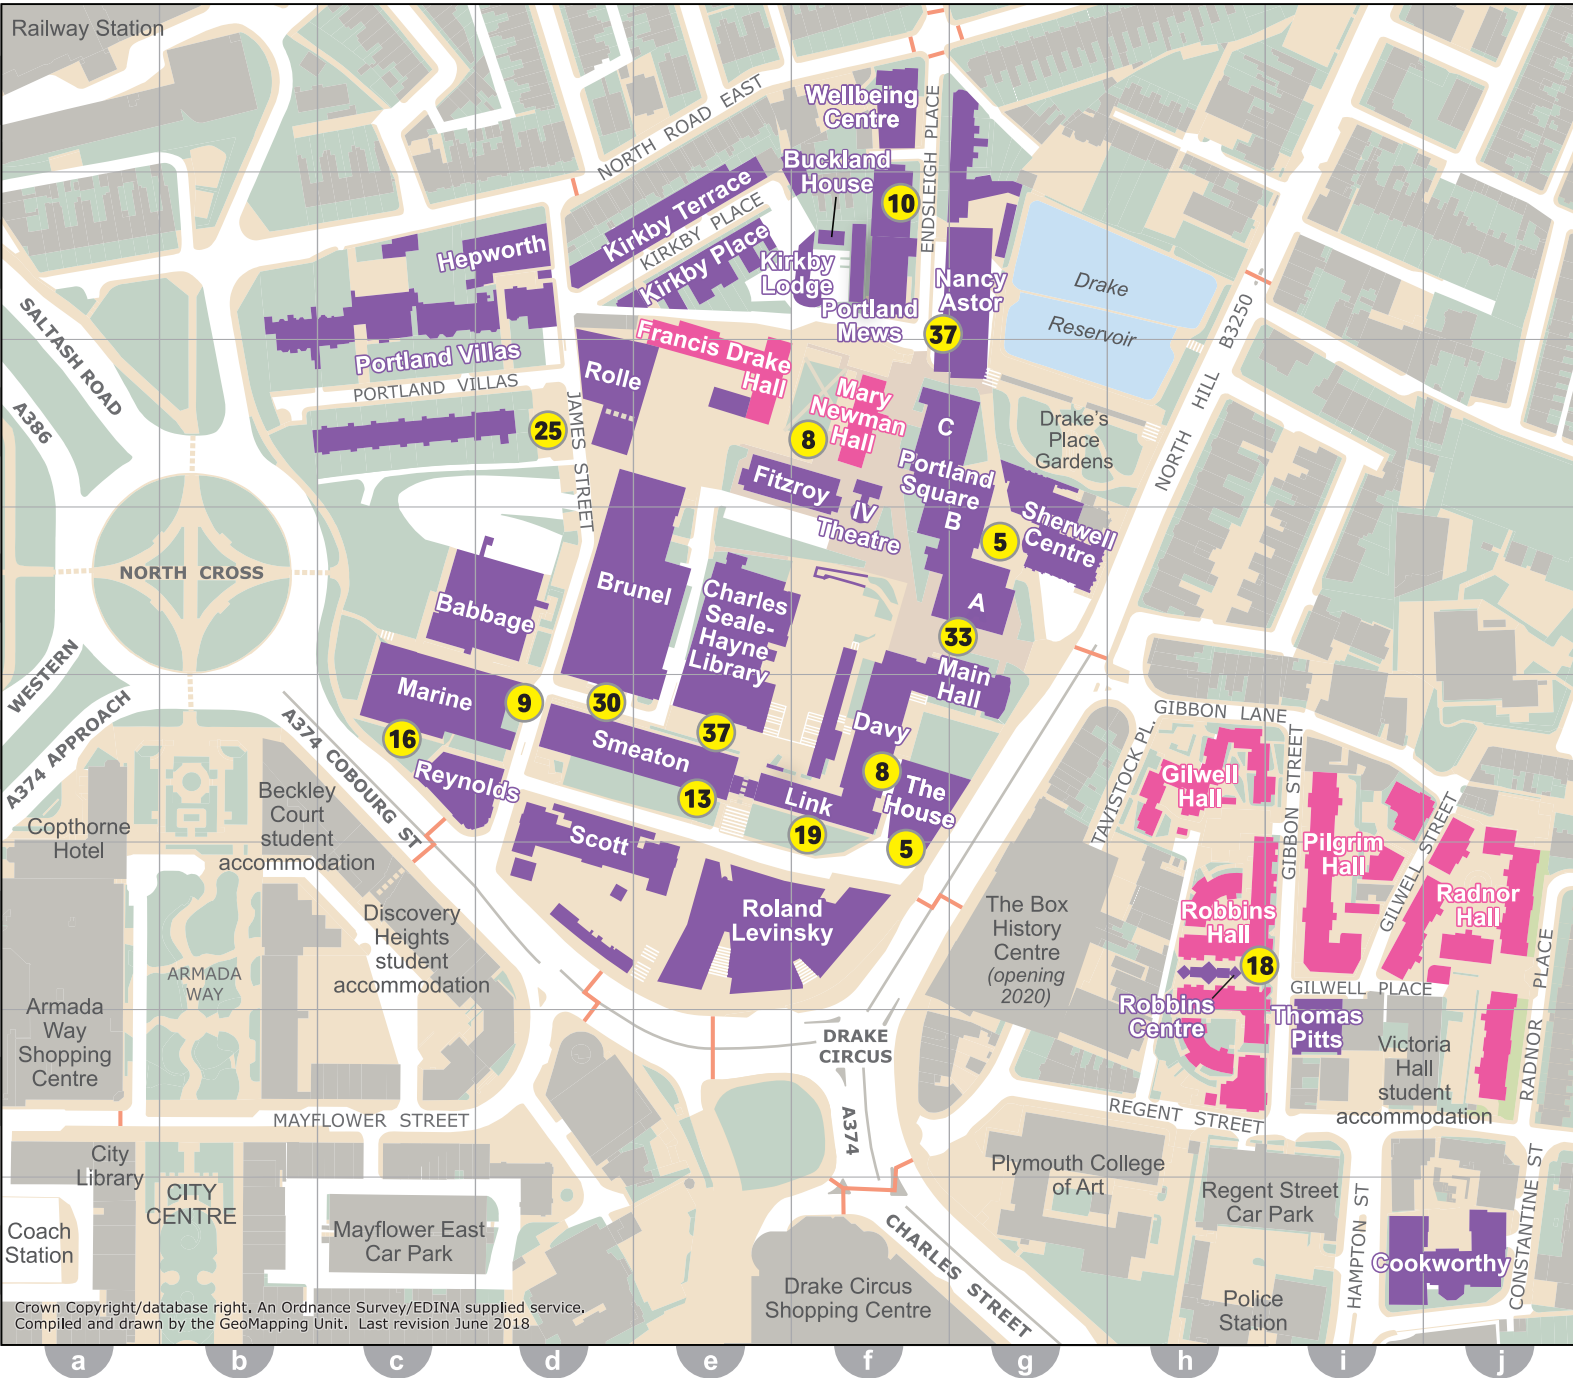 Railway Station
NORTH ROAD EAST
Wellbeing
Centre
ENDSLEIGH PLACE
Buckland
House
10
Kirkby Terrace
KIRKBY PLACE
Kirkby Place
Kirkby
Lodge
Hepworth
Portland
Mews
Nancy
Astor
37
Drake
Reservoir
NORTH HILL B3250
SALTASH ROAD
A386
Portland Villas
PORTLAND VILLAS
25
JAMES STREET
Rolle
Francis Drake
Hall
Mary
Newman
Hall
8
C
Portland
Square
B
A
33
Drake's
Place
Gardens
Fitzroy
IV
Theatre
Sherwell
Centre
5
NORTH CROSS
Babbage
Brunel
Charles
Seale-
Hayne
Library
Main
Hall
WESTERN
A374 APPROACH
Marine
9
30
16
37
A374 COBOURG ST
Reynolds
Smeaton
13
Davy
8
The
House
Link
19
5
Scott
GIBBON LANE
TAVISTOCK PL.
Gilwell
Hall
GIBBON STREET
Pilgrim
Hall
GILWELL STREET
Radnor
Hall
Copthorne
Hotel
Beckley
Court
student
accommodation
Discovery
Heights
student
accommodation
ARMADA
WAY
Armada
Way
Shopping
Centre
Roland
Levinsky
The Box
History
Centre
(opening
2020)
Robbins
Hall
18
Robbins
Centre
GILWELL PLACE
Thomas
Pitts
Victoria
Hall
student
accommodation
RADNOR PLACE
DRAKE
CIRCUS
A374
REGENT STREET
MAYFLOWER STREET
City
Library
CITY
CENTRE
Coach
Station
Mayflower East
Car Park
Plymouth College
of Art
Regent Street
Car Park
HAMPTON ST
CONSTANTINE ST
Cookworthy
CHARLES STREET
Drake Circus
Shopping Centre
Police
Station
Crown Copyright/database right. An Ordnance Survey/EDINA supplied service.
Compiled and drawn by the GeoMapping Unit. Last revision June 2018
a b c d e f g h i j